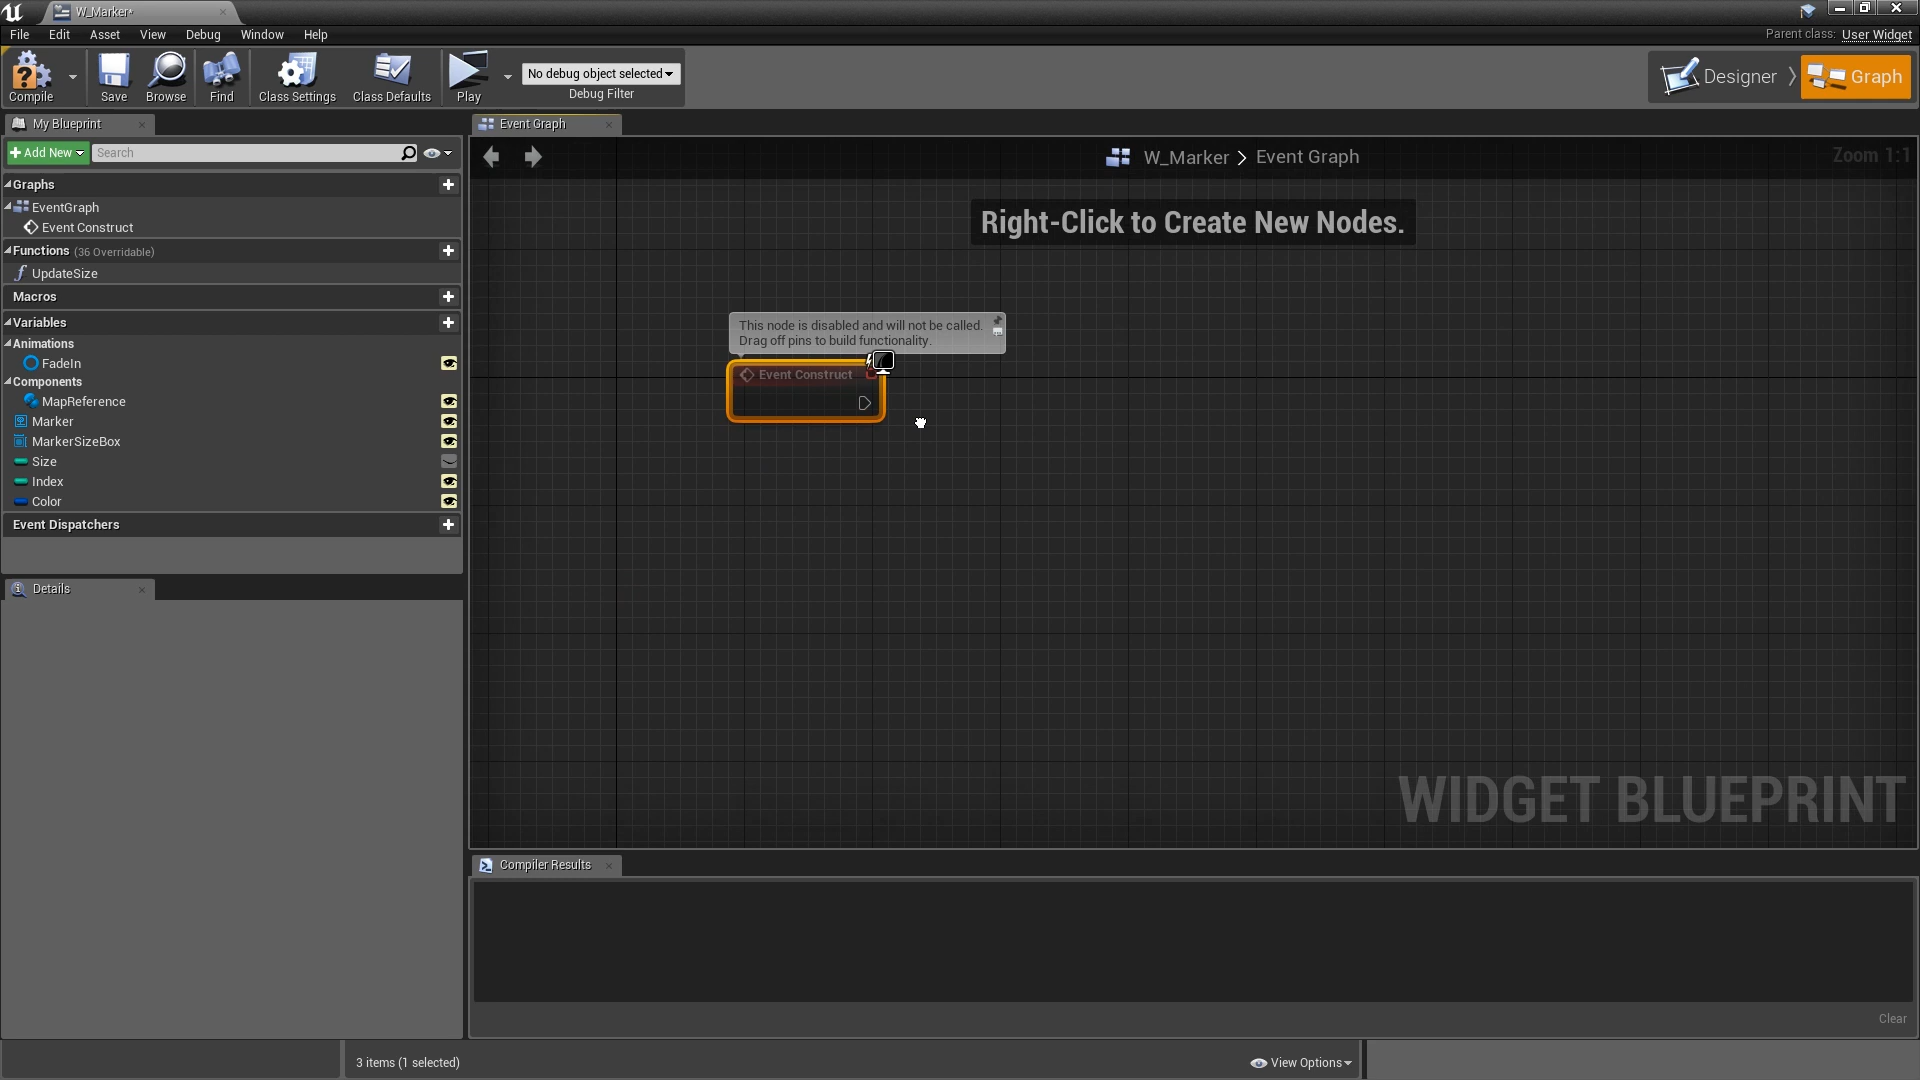 W_Marker*
File Edit Asset View Debug Window Help
Parent class: User Widget
Compile Save Browse Find Class Settings Class Defaults Play
No debug object selected
Debug Filter
Designer Graph
My Blueprint
Event Graph
Add New Search
W_Marker > Event Graph
Zoom 1:1
Graphs
EventGraph
Event Construct
Functions (36 Overridable)
UpdateSize
Macros
Variables
Animations
FadeIn
Components
MapReference
Marker
MarkerSizeBox
Size
Index
Color
Event Dispatchers
Details
Right-Click to Create New Nodes.
This node is disabled and will not be called.
Drag off pins to build functionality.
Event Construct
WIDGET BLUEPRINT
Compiler Results
Clear
3 items (1 selected)
View Options